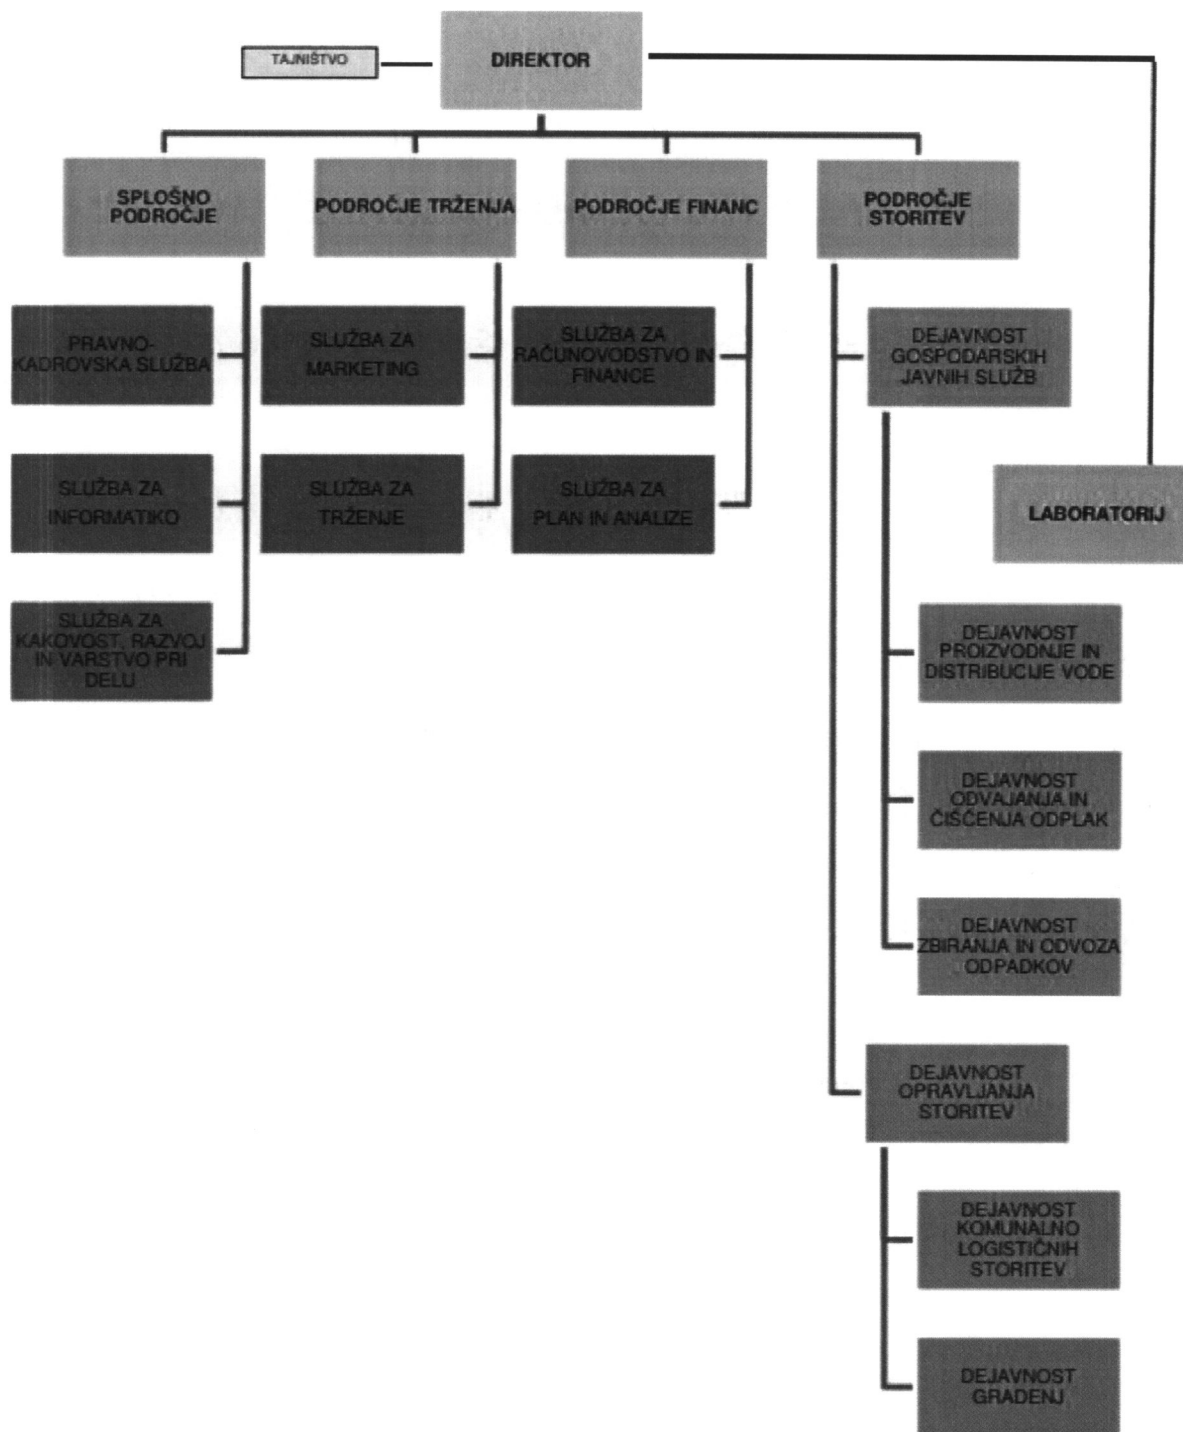 TAJNIŠTVO
DIREKTOR
SPLOŠNO
PODROČJE
PODROČJE TRŽENJA
PODROČJE FINANC
PODROČJE
STORITEV
PRAVNO-
KADROVSKA SLUŽBA
SLUŽBA ZA
MARKETING
SLUŽBA ZA
RAČUNOVODSTVO IN
FINANCE
DEJAVNOST
GOSPODARSKIH
JAVNIH SLUŽB
SLUŽBA ZA
INFORMATIKO
SLUŽBA ZA
TRŽENJE
SLUŽBA ZA
PLAN IN ANALIZE
LABORATORIJ
SLUŽBA ZA
KAKOVOST, RAZVOJ
IN VARSTVO PRI
DELU
DEJAVNOST
PROIZVODNJE IN
DISTRIBUCIJE VODE
DEJAVNOST
ODVAJANJA IN
ČIŠČENJA ODPLAK
DEJAVNOST
ZBIRANJA IN ODVOZA
ODPADKOV
DEJAVNOST
OPRAVLJANJA
STORITEV
DEJAVNOST
KOMUNALNO
LOGISTIČNIH
STORITEV
DEJAVNOST
GRADENJ